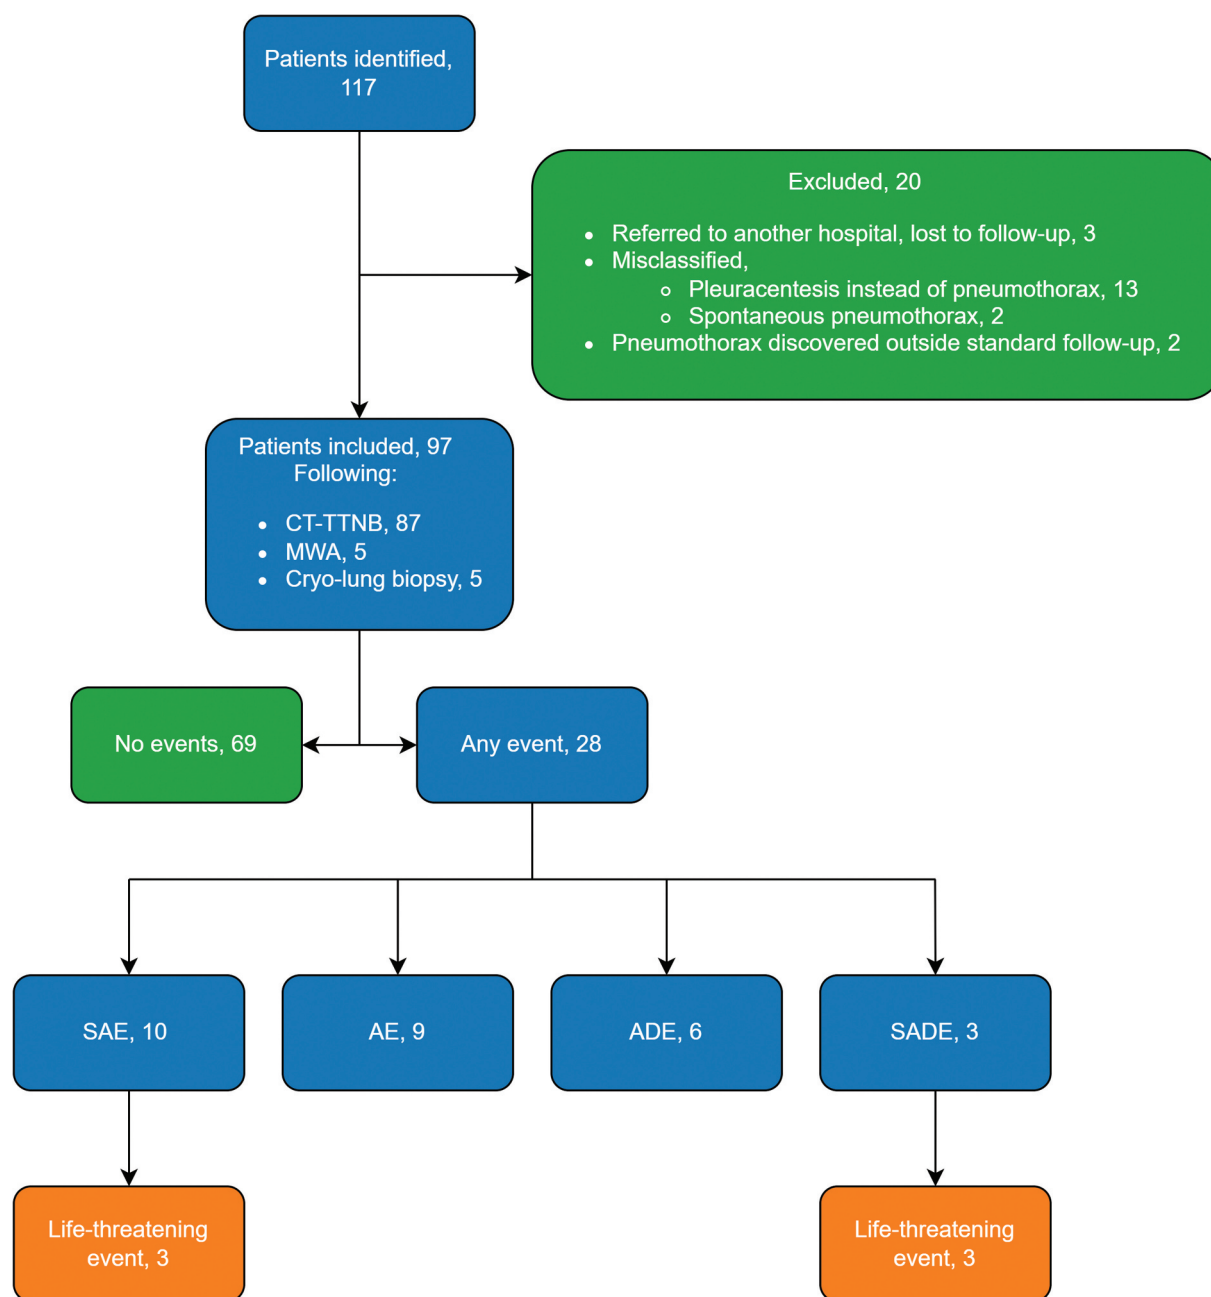 Patients identified,
117
Excluded, 20
• Referred to another hospital, lost to follow-up, 3
• Misclassified,
○ Pleuracentesis instead of pneumothorax, 13
○ Spontaneous pneumothorax, 2
• Pneumothorax discovered outside standard follow-up, 2
Patients included, 97
Following:
• CT-TTNB, 87
• MWA, 5
• Cryo-lung biopsy, 5
No events, 69
Any event, 28
SAE, 10
AE, 9
ADE, 6
SADE, 3
Life-threatening
event, 3
Life-threatening
event, 3